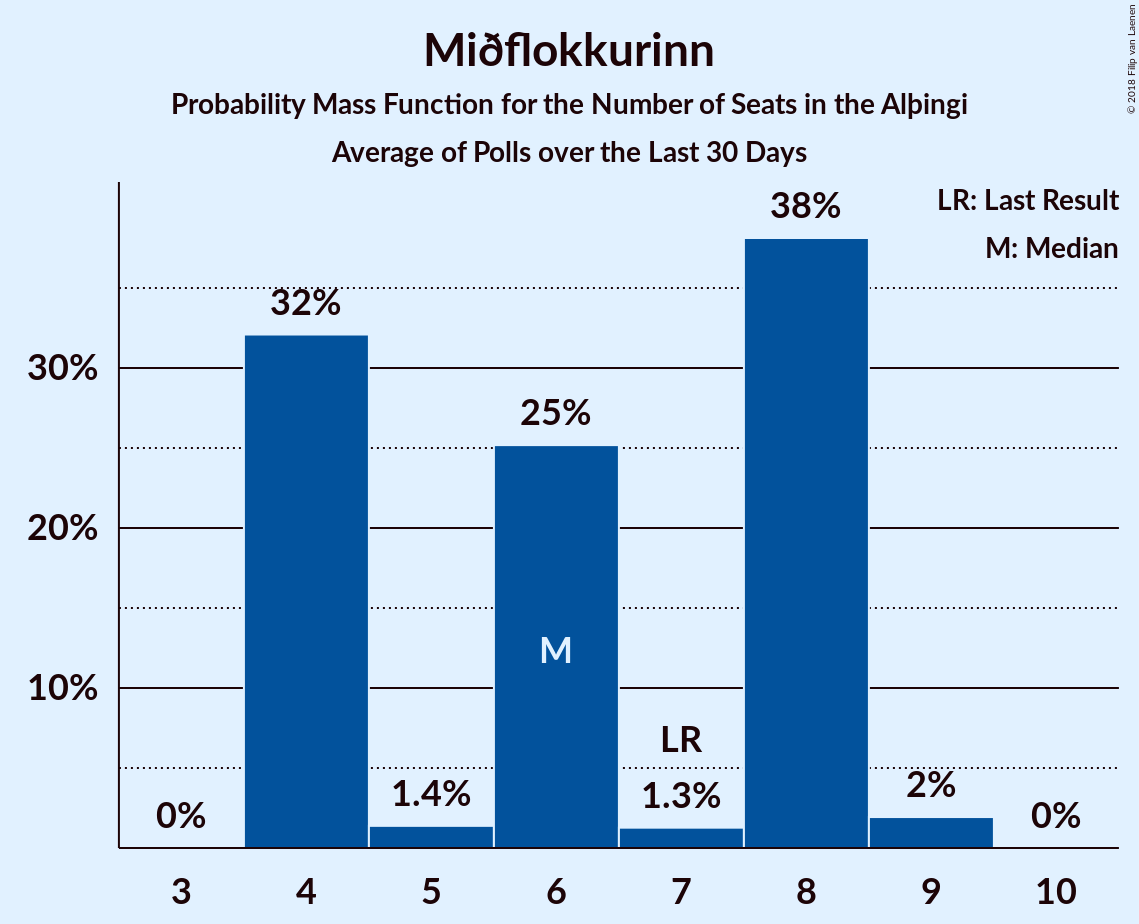 Miðflokkurinn
Probability Mass Function for the Number of Seats in the Alþingi
Average of Polls over the Last 30 Days
© 2018 Filip van Laenen
LR: Last Result
M: Median
38%
32%
30%
25%
20%
M
10%
LR
0%
1.4%
1.3%
2%
0%
3 4 5 6 7 8 9 10